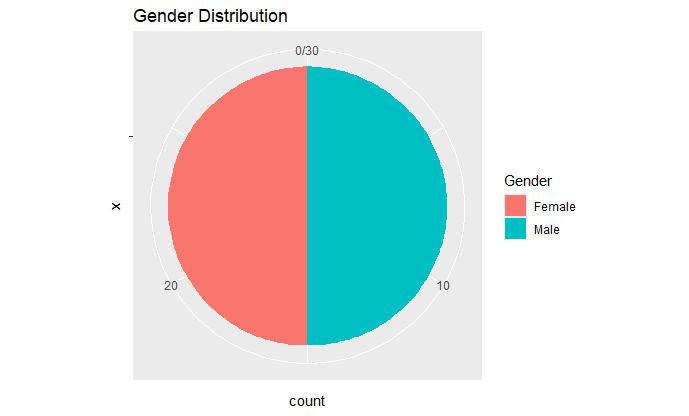 Gender Distribution
0/30
x
20
10
count
Gender
Female
Male